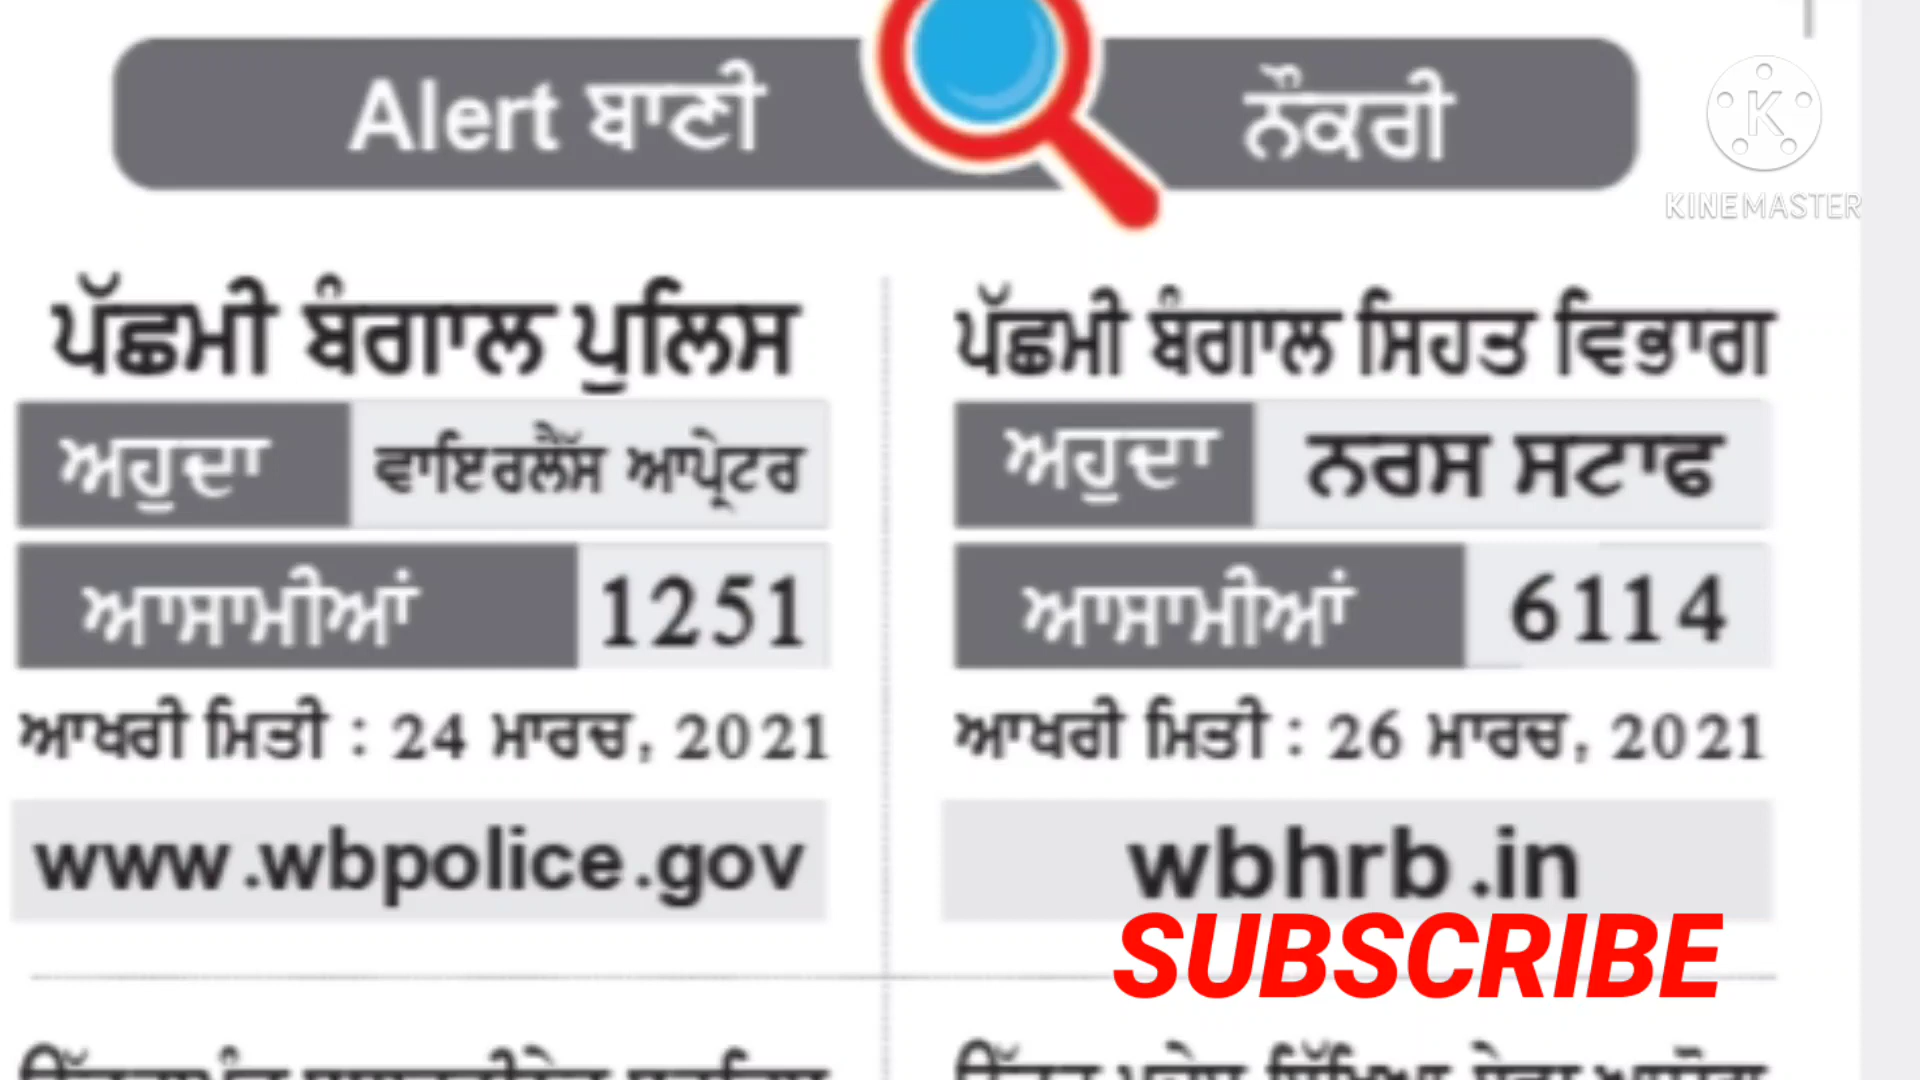 Alert ਬਾਣੀ ਨੌਕਰੀ
K
KINEMASTER
ਪੱਛਮੀ ਬੰਗਾਲ ਪੁਲਿਸ
ਅਹੁਦਾ ਵਾਇਰਲੈੱਸ ਆਪ੍ਰੇਟਰ
ਆਸਾਮੀਆਂ 1251
ਆਖਰੀ ਮਿਤੀ : 24 ਮਾਰਚ, 2021
www.wbpolice.gov
ਪੱਛਮੀ ਬੰਗਾਲ ਸਿਹਤ ਵਿਭਾਗ
ਅਹੁਦਾ ਨਰਸ ਸਟਾਫ
ਆਸਾਮੀਆਂ 6114
ਆਖਰੀ ਮਿਤੀ : 26 ਮਾਰਚ, 2021
wbhrb.in
SUBSCRIBE